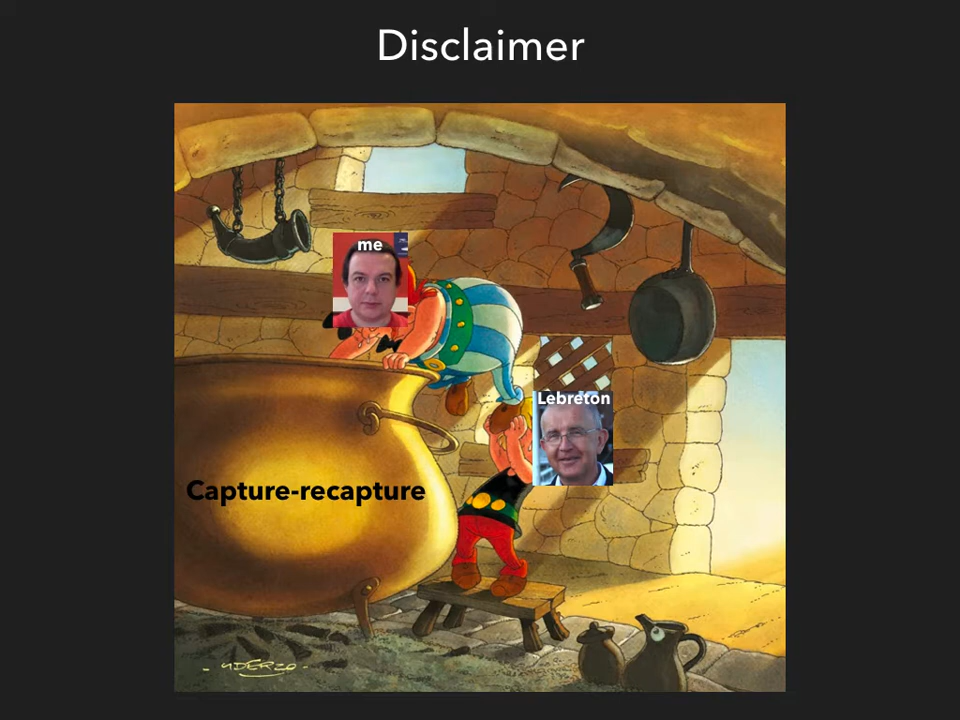 Disclaimer
me
Lebreton
Capture-recapture
- UDERZO -